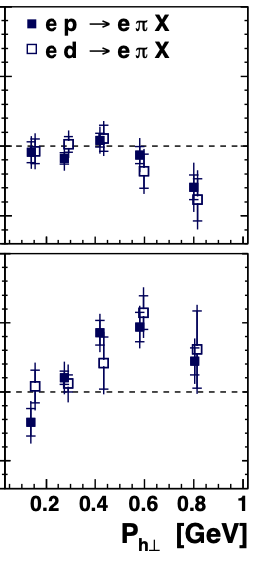 ■ e p → e π X
□ e d → e π X
0.2 0.4 0.6 0.8 1
P_h⊥ [GeV]